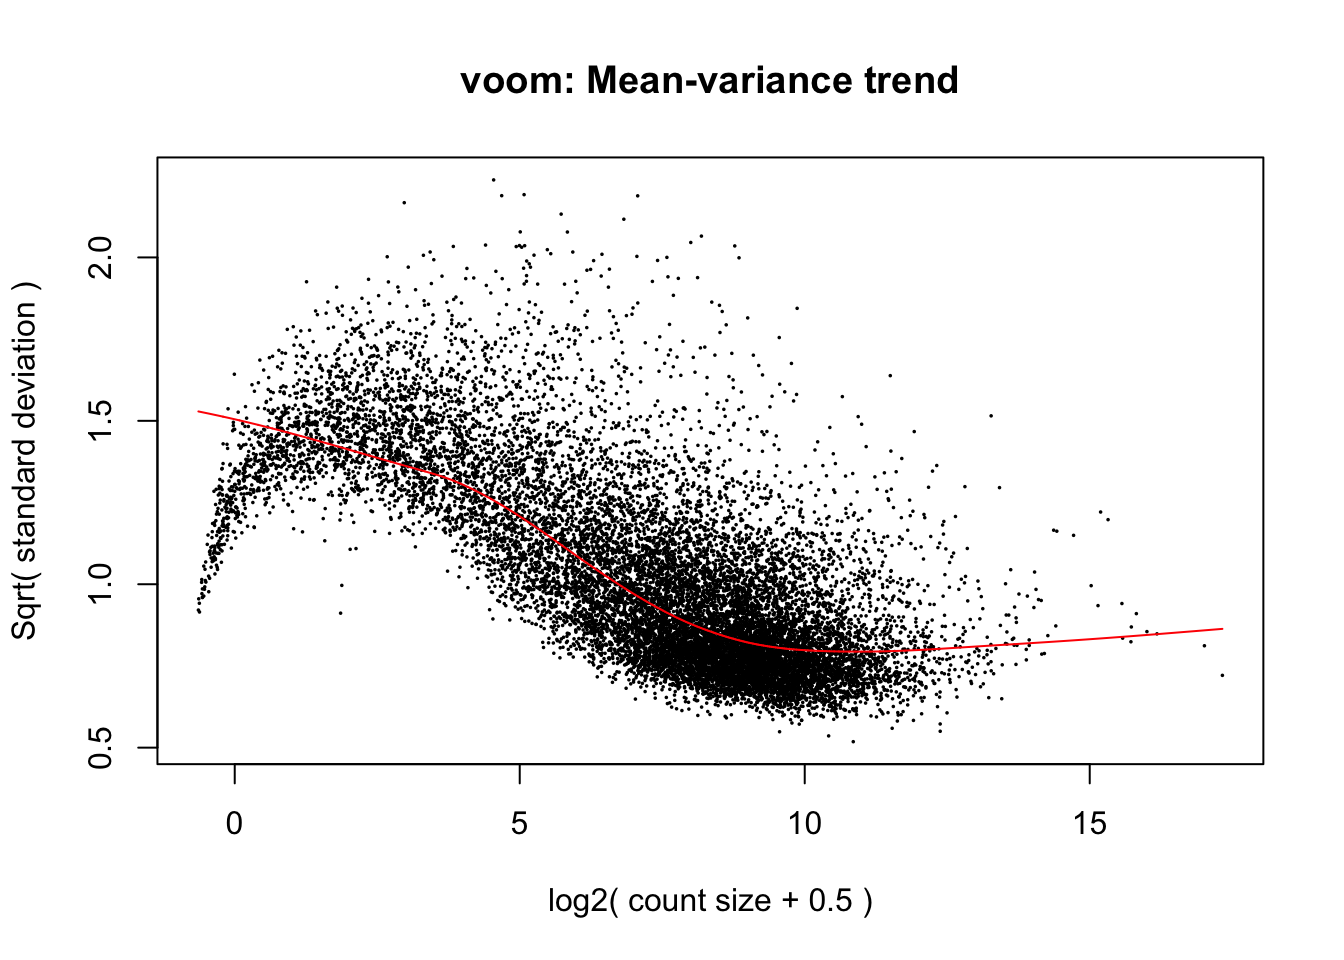 voom: Mean-variance trend
Sqrt( standard deviation )
2.0
1.5
1.0
0.5
0 5 10 15
log2( count size + 0.5 )